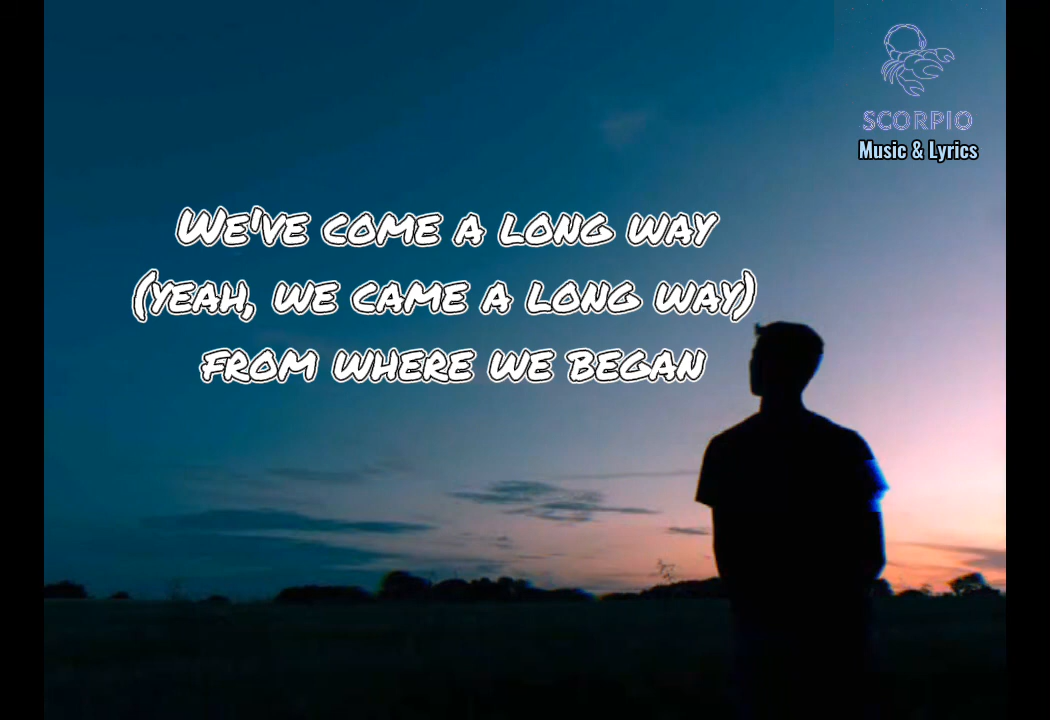 SCORPIO
Music & Lyrics
WE'VE COME A LONG WAY
(YEAH, WE CAME A LONG WAY)
FROM WHERE WE BEGAN